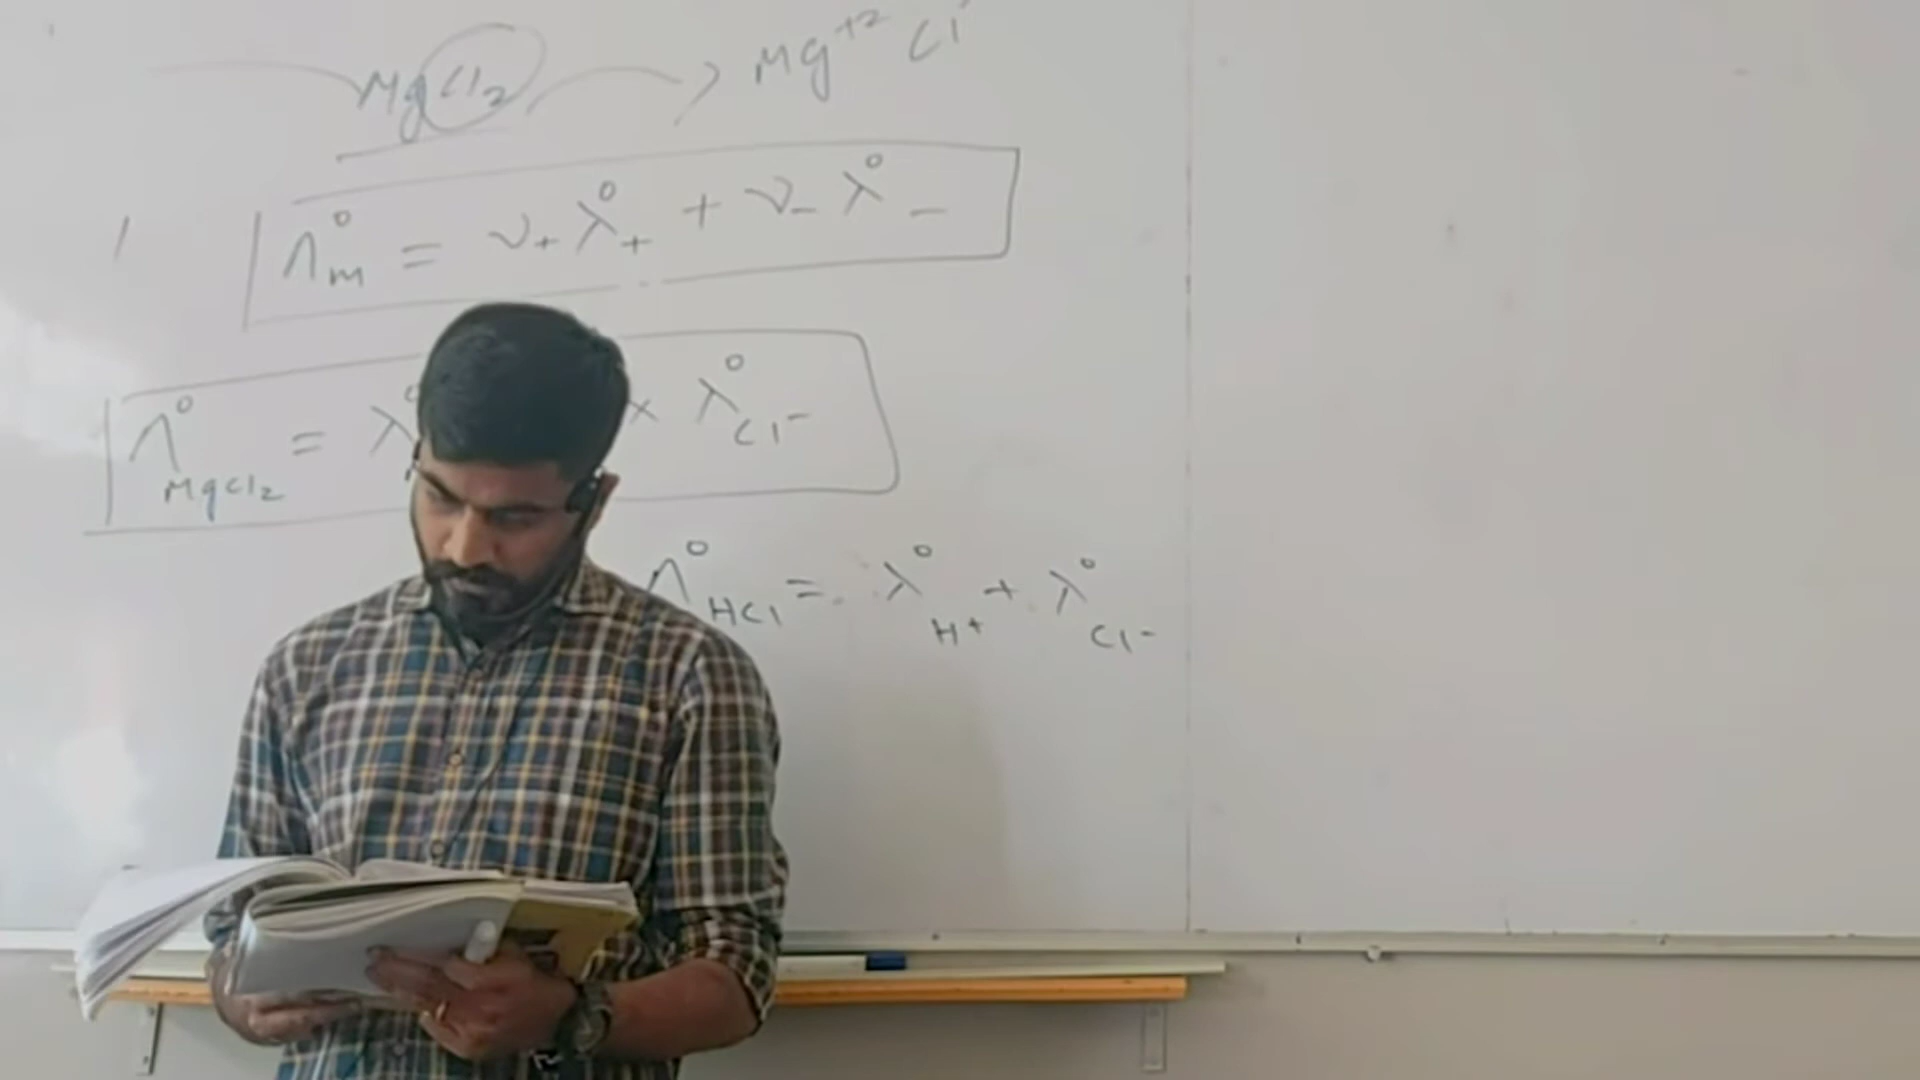 MgCl₂ → Mg⁺² Cl⁻
Λ°m = ν₊ λ°₊ + ν₋ λ°₋
Λ°MgCl₂ = λ° × λ°Cl⁻
Λ°HCl = λ°H⁺ + λ°Cl⁻